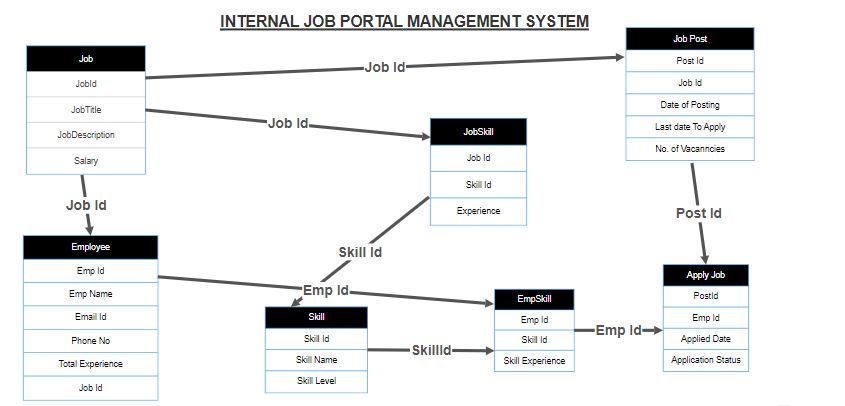 INTERNAL JOB PORTAL MANAGEMENT SYSTEM
Job
JobId
JobTitle
JobDescription
Salary
Job Id
Job Post
Post Id
Job Id
Date of Posting
Last date To Apply
No. of Vacanncies
Job Id
JobSkill
Job Id
Skill Id
Experience
Job Id
Post Id
Employee
Emp Id
Emp Name
Email Id
Phone No
Total Experience
Job Id
Skill Id
Emp Id
Skill
Skill Id
Skill Name
Skill Level
SkillId
EmpSkill
Emp Id
Skill Id
Skill Experience
Emp Id
Apply Job
PostId
Emp Id
Applied Date
Application Status